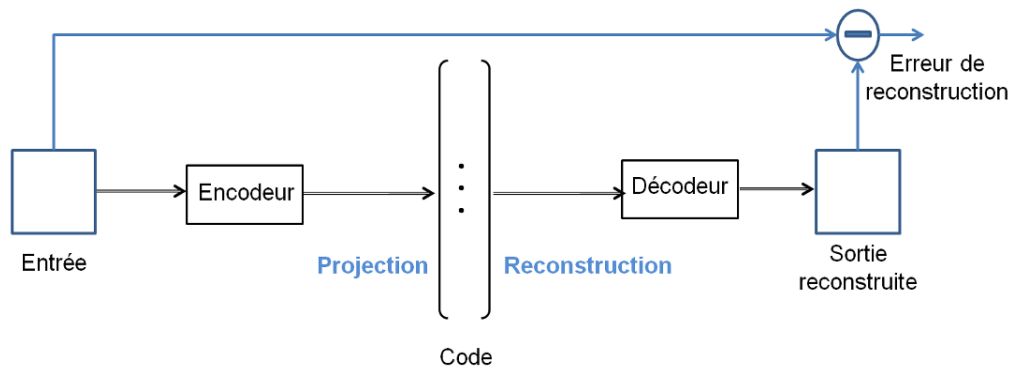 Erreur de
reconstruction
Encodeur
Décodeur
Entrée
Projection
Reconstruction
Sortie
reconstruite
Code